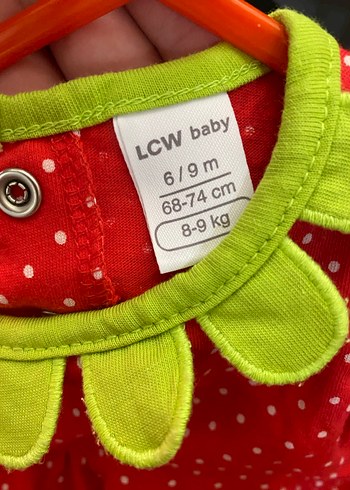 LCW baby
6 / 9 m
68-74 cm
8-9 kg